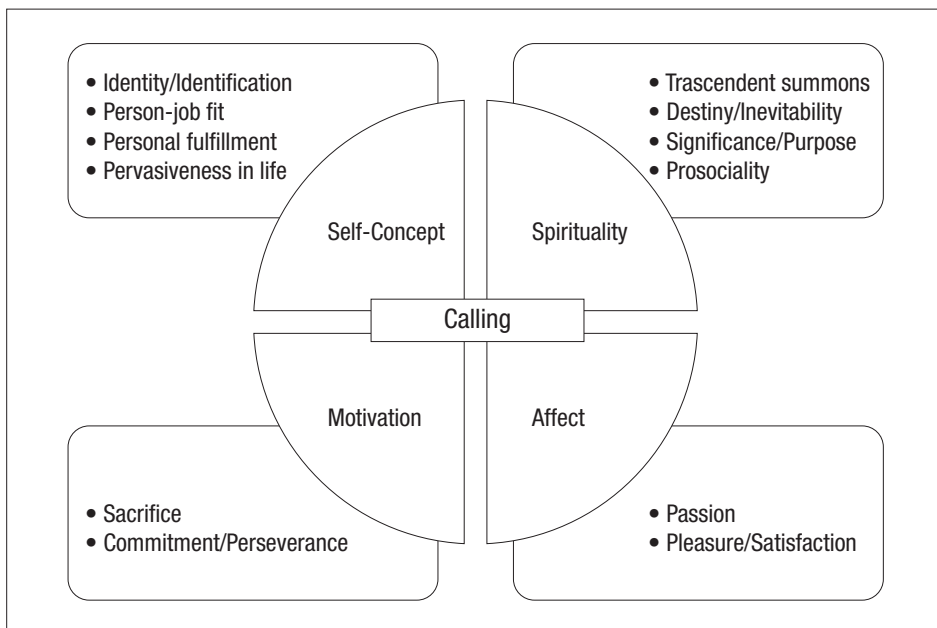 • Identity/Identification
• Person-job fit
• Personal fulfillment
• Pervasiveness in life
• Trascendent summons
• Destiny/Inevitability
• Significance/Purpose
• Prosociality
Self-Concept
Spirituality
Calling
Motivation
Affect
• Sacrifice
• Commitment/Perseverance
• Passion
• Pleasure/Satisfaction